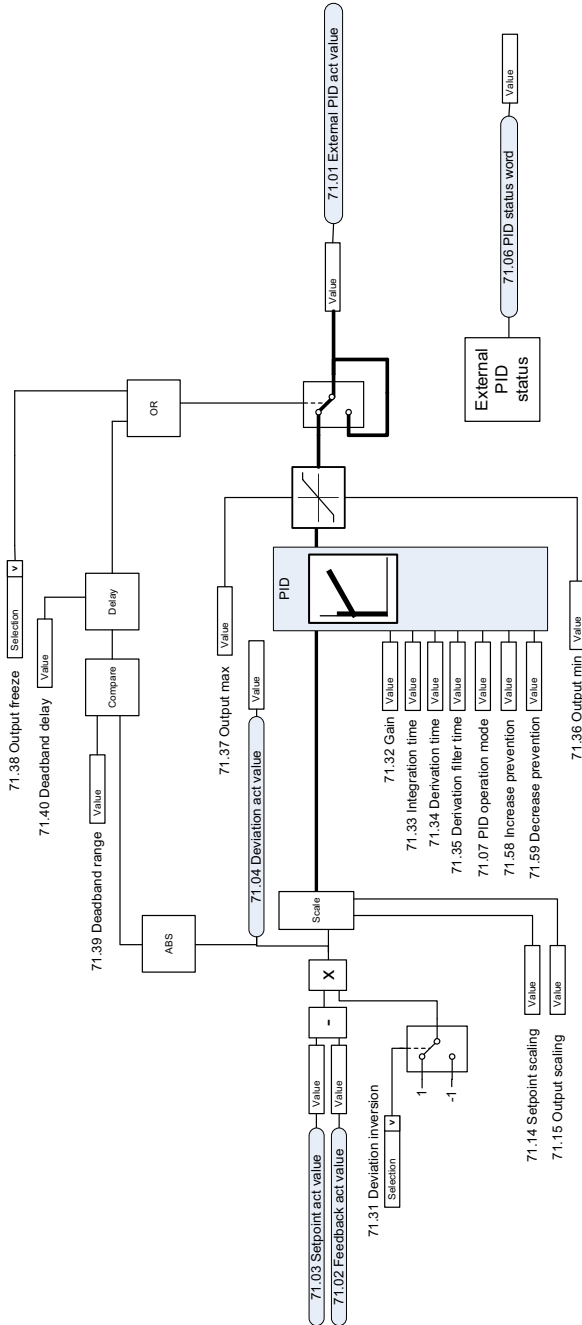 71.38 Output freeze
Selection
v
71.40 Deadband delay
Value
71.39 Deadband range
Value
Compare
Delay
OR
ABS
71.04 Deviation act value
Value
71.37 Output max
Value
71.03 Setpoint act value
Value
71.02 Feedback act value
Value
-
X
Scale
PID
Value
71.01 External PID act value
71.31 Deviation inversion
Selection
v
1
-1
71.14 Setpoint scaling
Value
71.15 Output scaling
Value
71.32 Gain
Value
71.33 Integration time
Value
71.34 Derivation time
Value
71.35 Derivation filter time
Value
71.07 PID operation mode
Value
71.58 Increase prevention
Value
71.59 Decrease prevention
Value
71.36 Output min
Value
External
PID
status
71.06 PID status word
Value